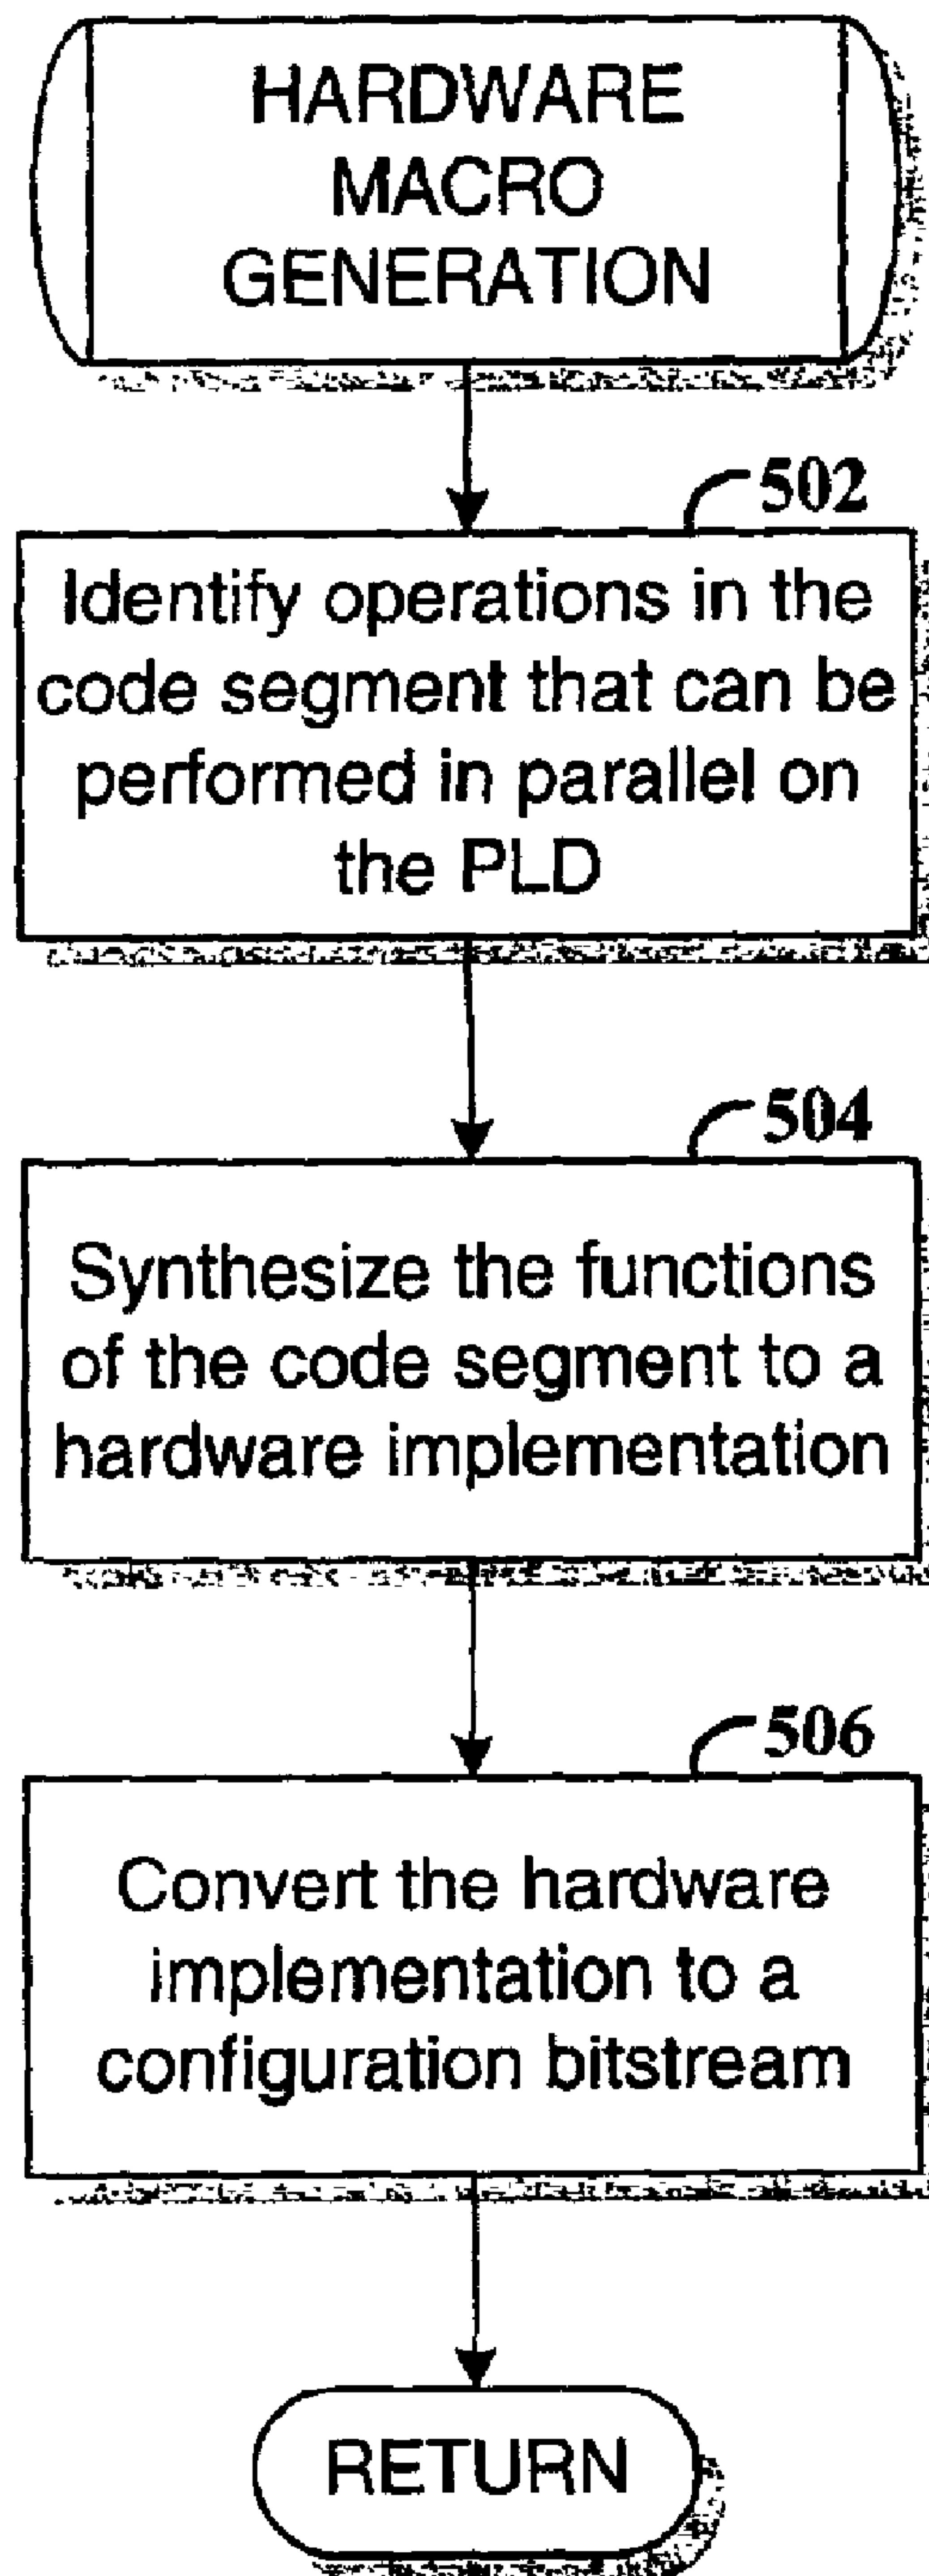 HARDWARE
MACRO
GENERATION
502
Identify operations in the
code segment that can be
performed in parallel on
the PLD
504
Synthesize the functions
of the code segment to a
hardware implementation
506
Convert the hardware
implementation to a
configuration bitstream
RETURN